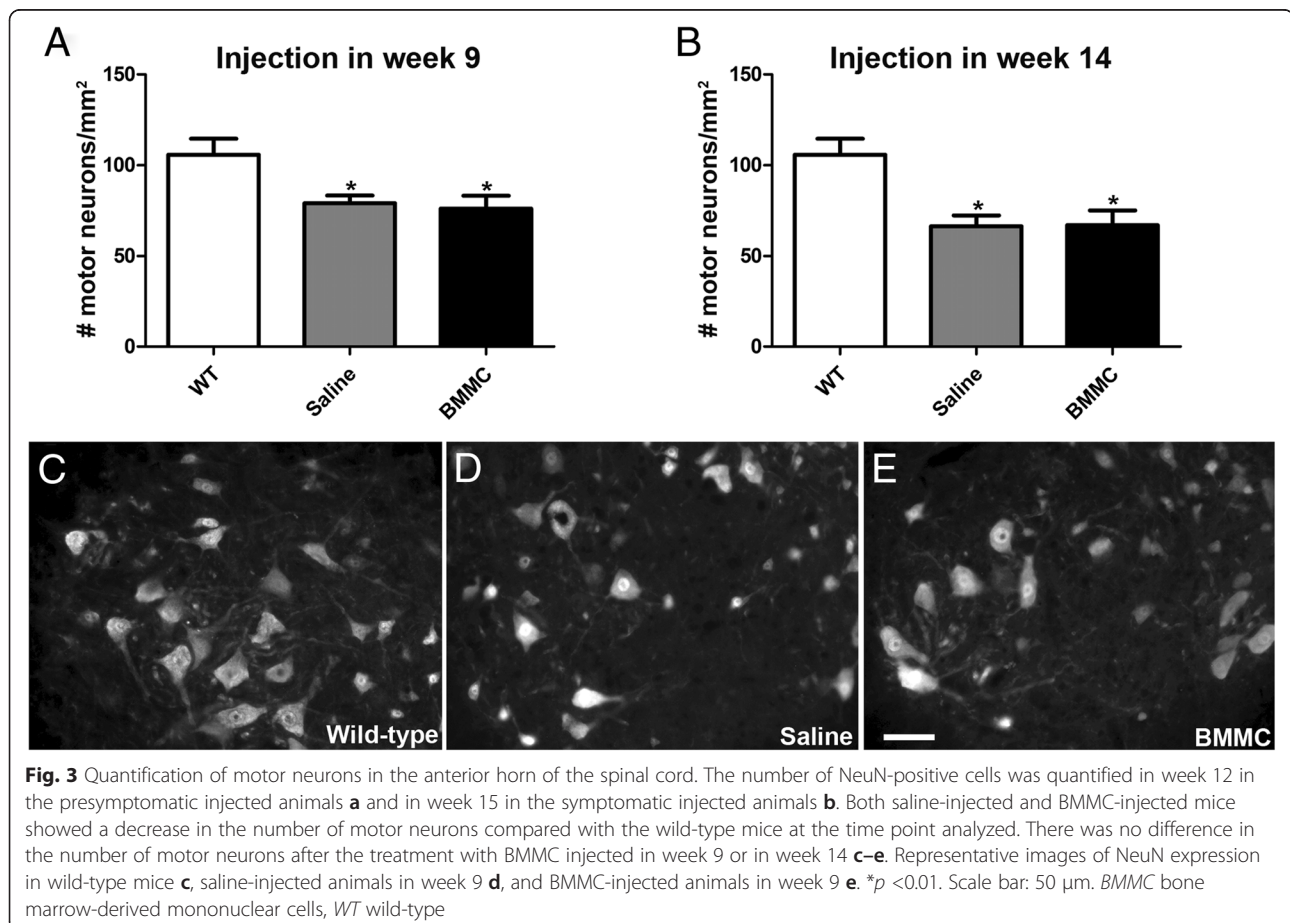 A
Injection in week 9
# motor neurons/mm²
150
100
50
0
*
*
WT
Saline
BMMC
B
Injection in week 14
# motor neurons/mm²
150
100
50
0
*
*
WT
Saline
BMMC
C
Wild-type
D
Saline
E
BMMC
Fig. 3 Quantification of motor neurons in the anterior horn of the spinal cord. The number of NeuN-positive cells was quantified in week 12 in
the presymptomatic injected animals a and in week 15 in the symptomatic injected animals b. Both saline-injected and BMMC-injected mice
showed a decrease in the number of motor neurons compared with the wild-type mice at the time point analyzed. There was no difference in
the number of motor neurons after the treatment with BMMC injected in week 9 or in week 14 c–e. Representative images of NeuN expression
in wild-type mice c, saline-injected animals in week 9 d, and BMMC-injected animals in week 9 e. *p <0.01. Scale bar: 50 μm. BMMC bone
marrow-derived mononuclear cells, WT wild-type